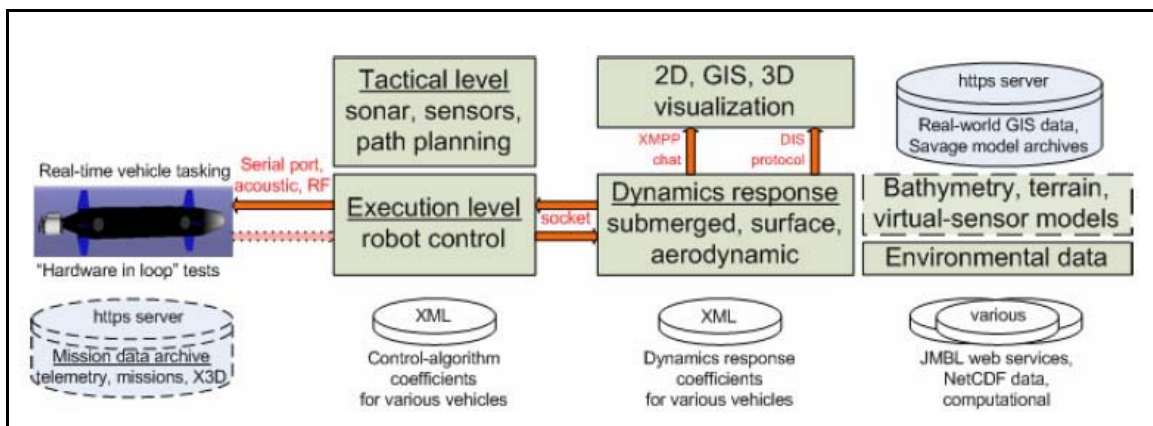 Real-time vehicle tasking
"Hardware in loop" tests
https server
Mission data archive
telemetry, missions, X3D
Serial port,
acoustic, RF
Tactical level
sonar, sensors,
path planning
Execution level
robot control
XML
Control-algorithm
coefficients
for various vehicles
socket
2D, GIS, 3D
visualization
XMPP
chat
DIS
protocol
Dynamics response
submerged, surface,
aerodynamic
XML
Dynamics response
coefficients
for various vehicles
https server
Real-world GIS data,
Savage model archives
Bathymetry, terrain,
virtual-sensor models
Environmental data
various
JMBL web services,
NetCDF data,
computational